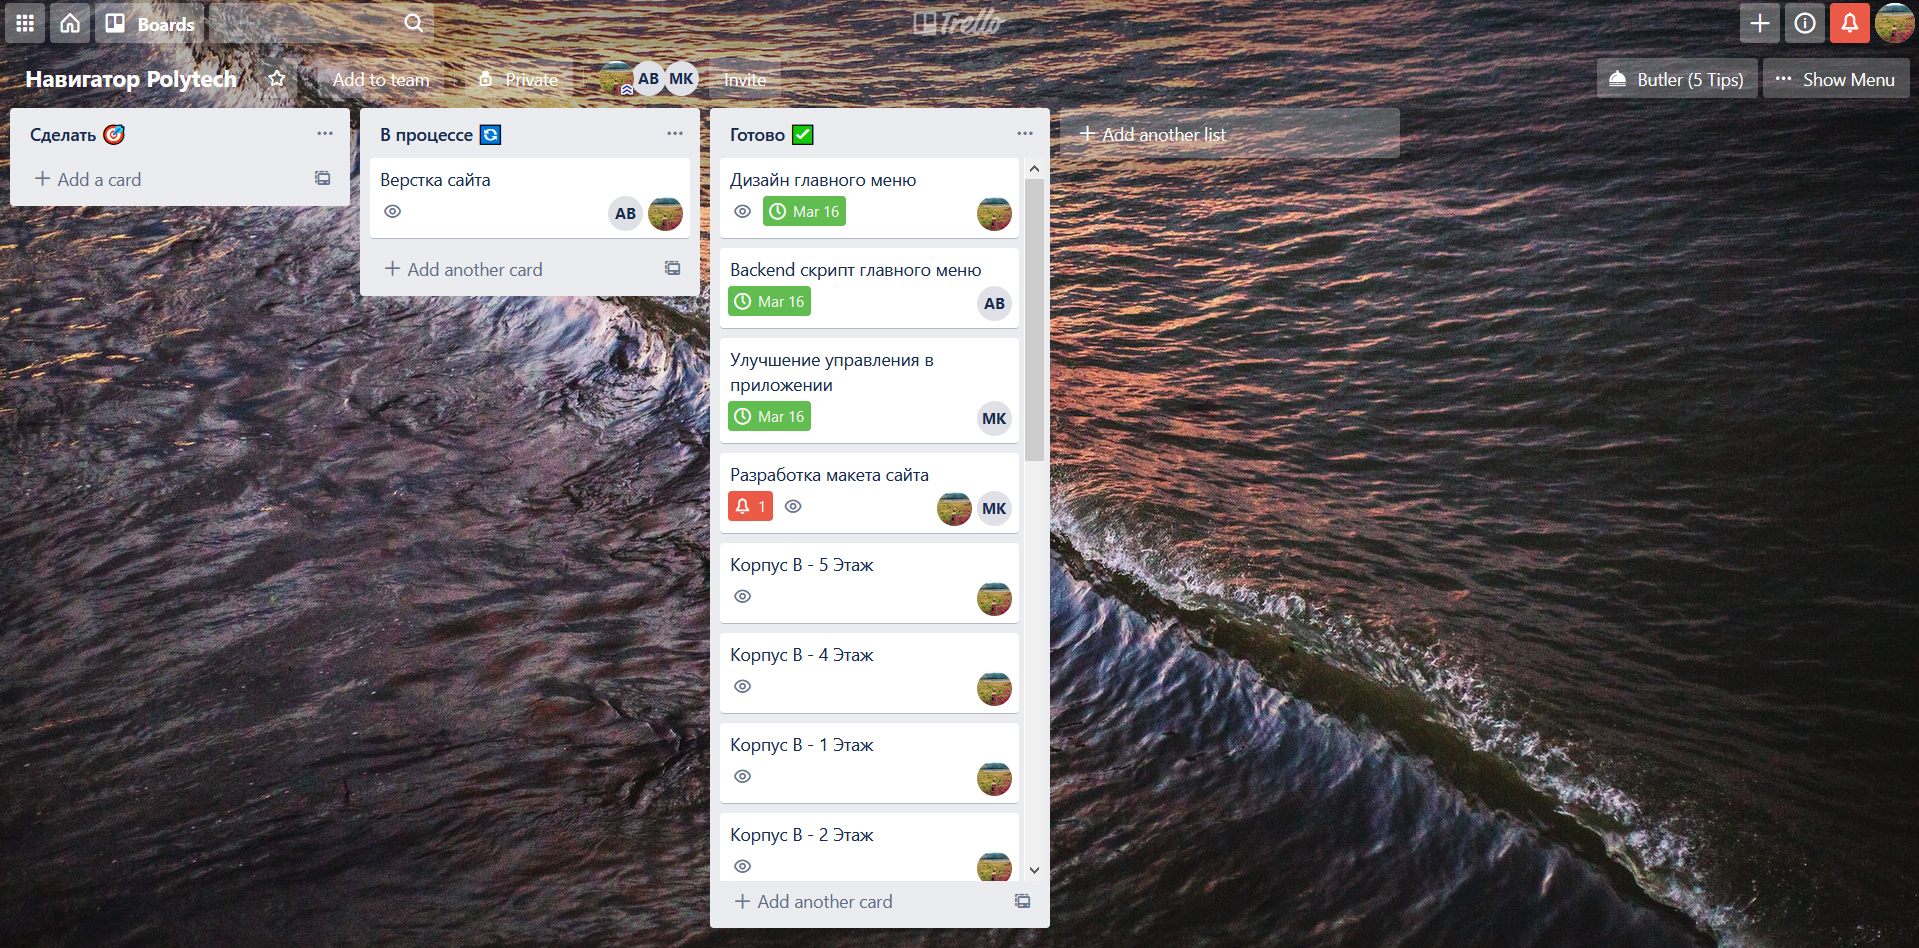 Boards
Trello
Навигатор Polytech
Add to team
Private
AB
MK
Invite
Butler (5 Tips)
Show Menu
Сделать
Add a card
В процессе
Верстка сайта
AB
Add another card
Готово
Дизайн главного меню
Mar 16
Backend скрипт главного меню
Mar 16
AB
Улучшение управления в
приложении
Mar 16
MK
Разработка макета сайта
1
MK
Корпус В - 5 Этаж
Корпус В - 4 Этаж
Корпус В - 1 Этаж
Корпус В - 2 Этаж
Add another card
Add another list